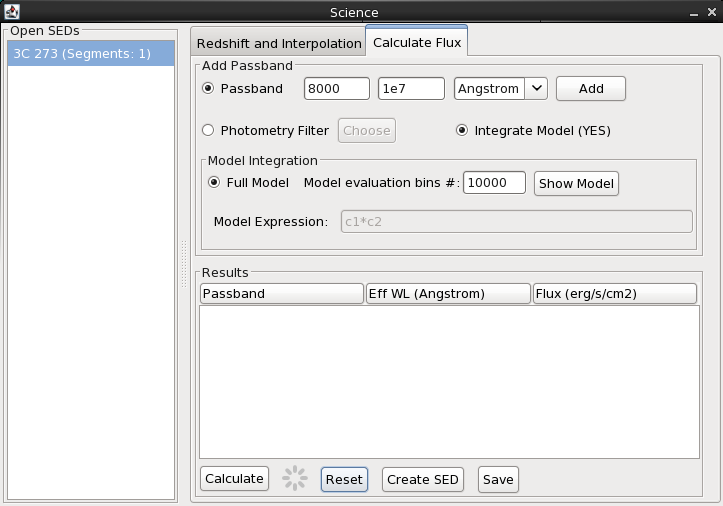 Science
Open SEDs
3C 273 (Segments: 1)
Redshift and Interpolation
Calculate Flux
Add Passband
Passband 8000 1e7 Angstrom Add
Photometry Filter Choose Integrate Model (YES)
Model Integration
Full Model Model evaluation bins #: 10000 Show Model
Model Expression: c1*c2
Results
Passband Eff WL (Angstrom) Flux (erg/s/cm2)
Calculate Reset Create SED Save